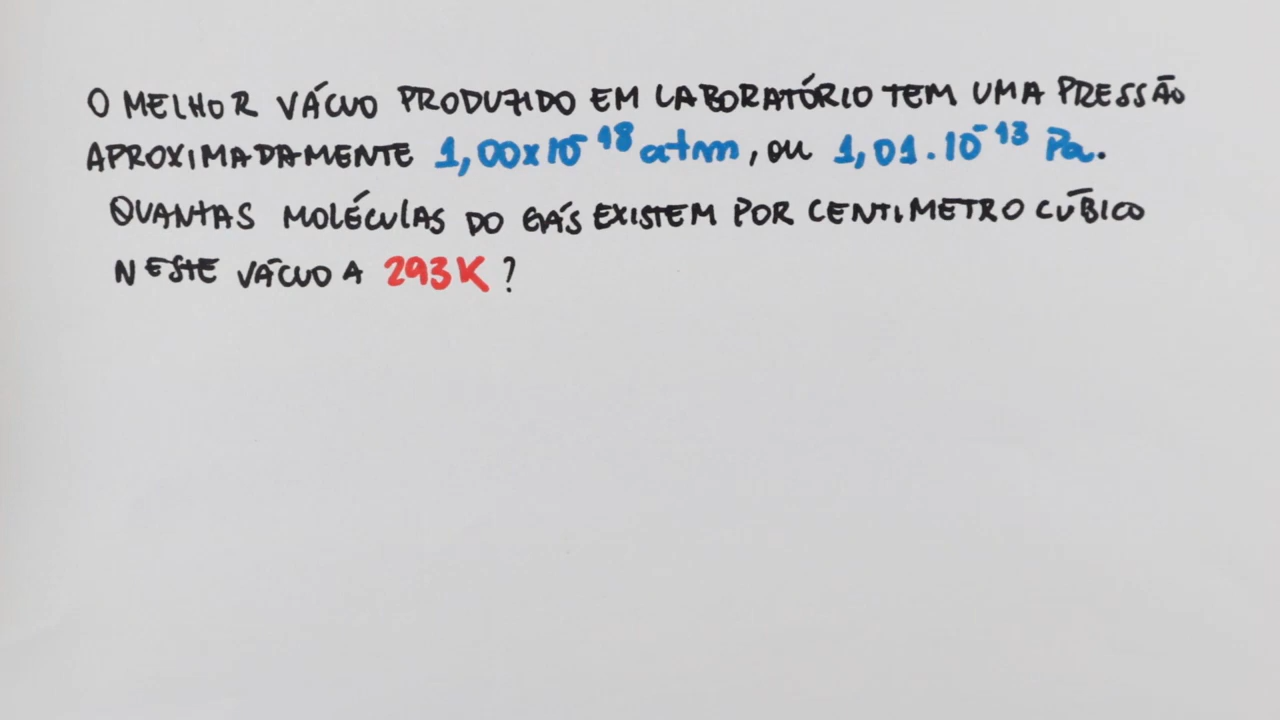 O MELHOR VÁCUO PRODUZIDO EM LABORATÓRIO TEM UMA PRESSÃO
APROXIMADAMENTE 1,00x10⁻¹⁸ atm, ou 1,01.10⁻¹³ Pa.
QUANTAS MOLÉCULAS DO GÁS EXISTEM POR CENTIMETRO CÚBICO
NESTE VÁCUO A 293K?